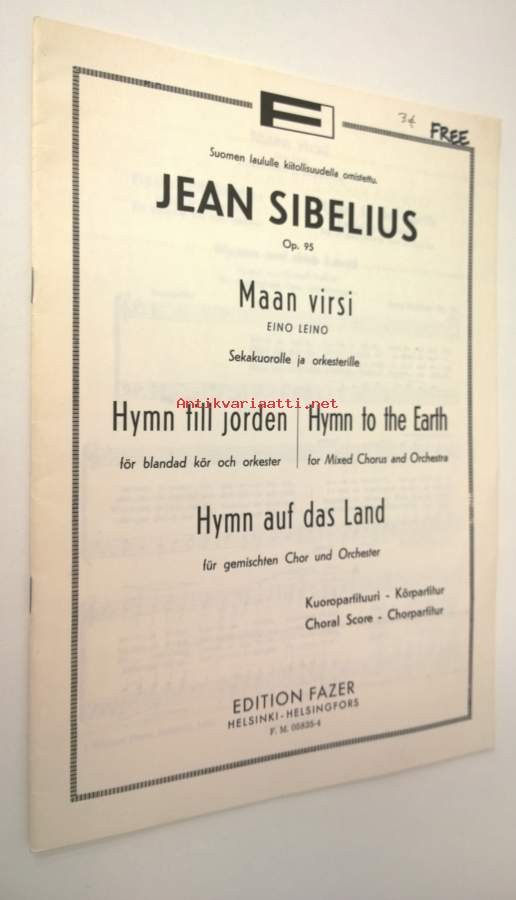 3€ FREE
Suomen laululle kiitollisuudella omistettu.
JEAN SIBELIUS
Op. 95
Maan virsi
EINO LEINO
Sekakuorolle ja orkesterille
Antikvariaatti.net
Hymn till jorden
för blandad kör och orkester
Hymn to the Earth
for Mixed Chorus and Orchestra
Hymn auf das Land
für gemischten Chor und Orchester
Kuoropartituuri - Körpartitur
Choral Score - Chorpartitur
EDITION FAZER
HELSINKI - HELSINGFORS
F. M. 05835-4